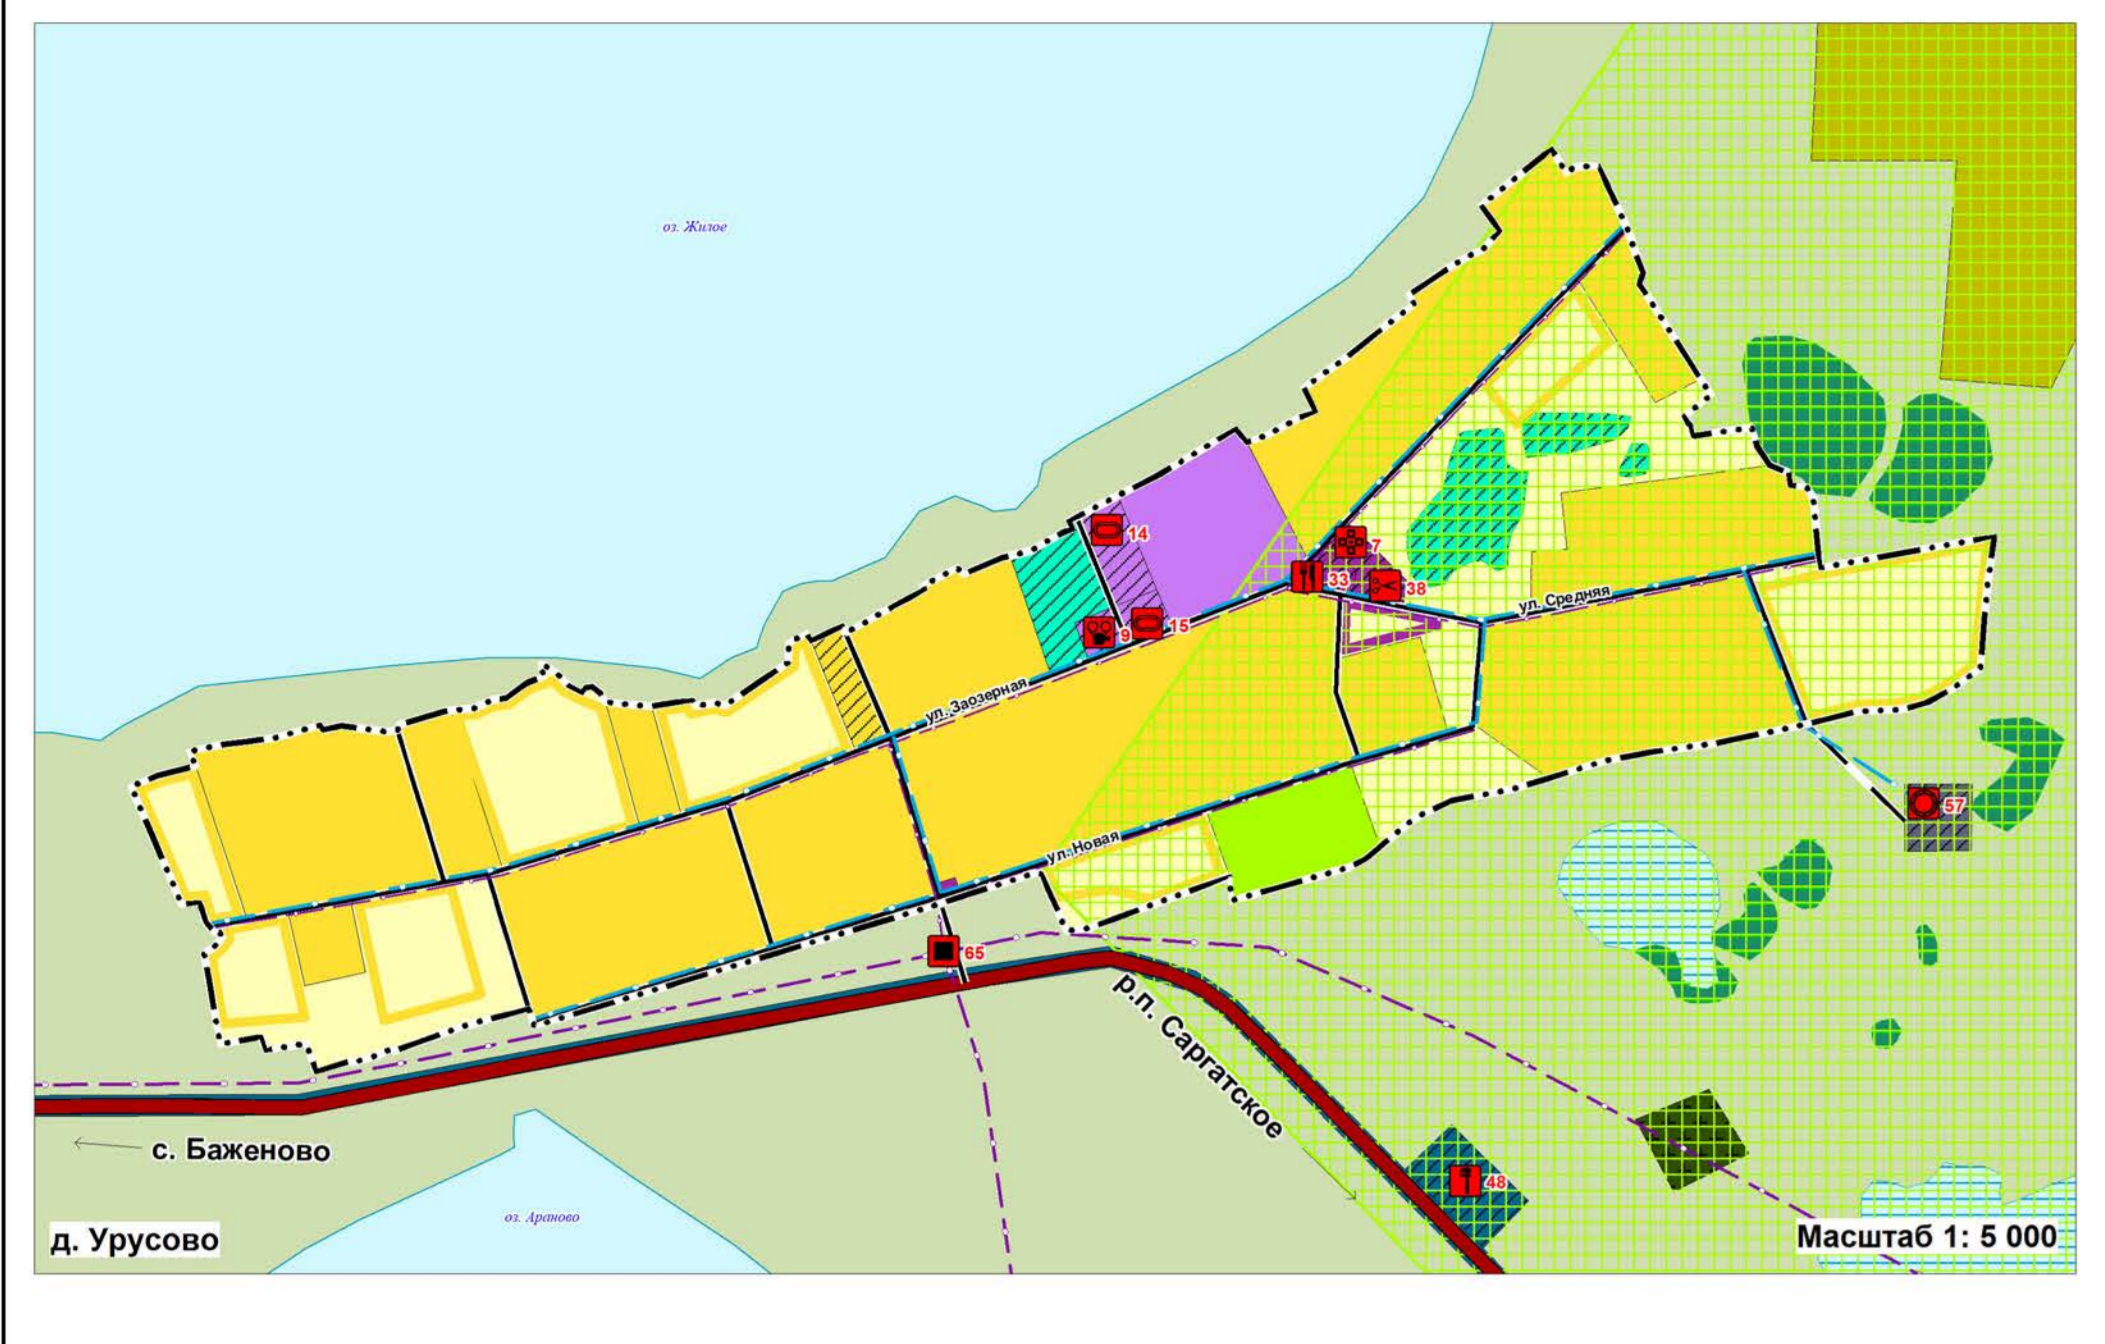 оз. Жилое
14
7
33
38
ул. Средняя
9
15
ул. Заозерная
57
ул. Новая
65
р.п. Саргатское
с. Баженово
48
оз. Араново
д. Урусово
Масштаб 1: 5 000